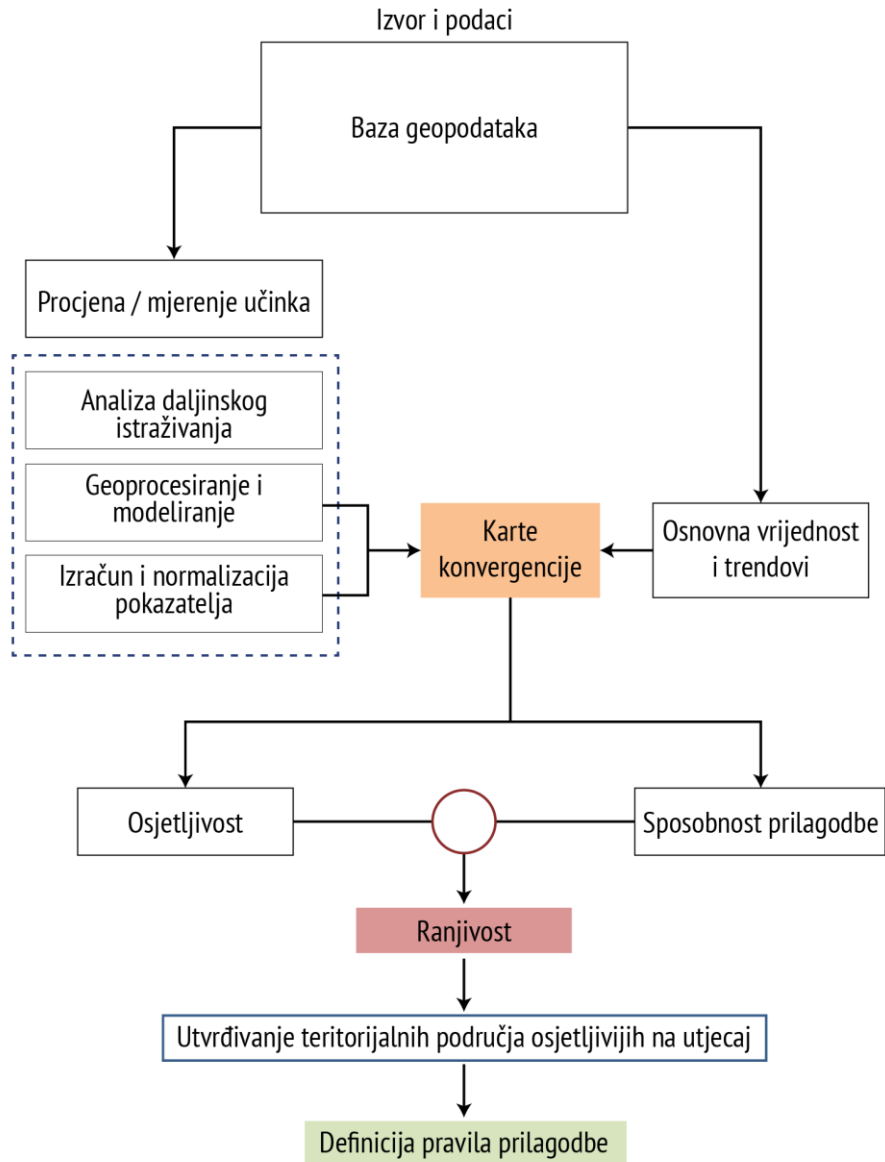 Izvor i podaci
Baza geopodataka
Procjena / mjerenje učinka
Analiza daljinskog
istraživanja
Geoprocesiranje i
modeliranje
Izračun i normalizacija
pokazatelja
Karte
konvergencije
Osnovna vrijednost
i trendovi
Osjetljivost
Sposobnost prilagodbe
Ranjivost
Utvrđivanje teritorijalnih područja osjetljivijih na utjecaj
Definicija pravila prilagodbe